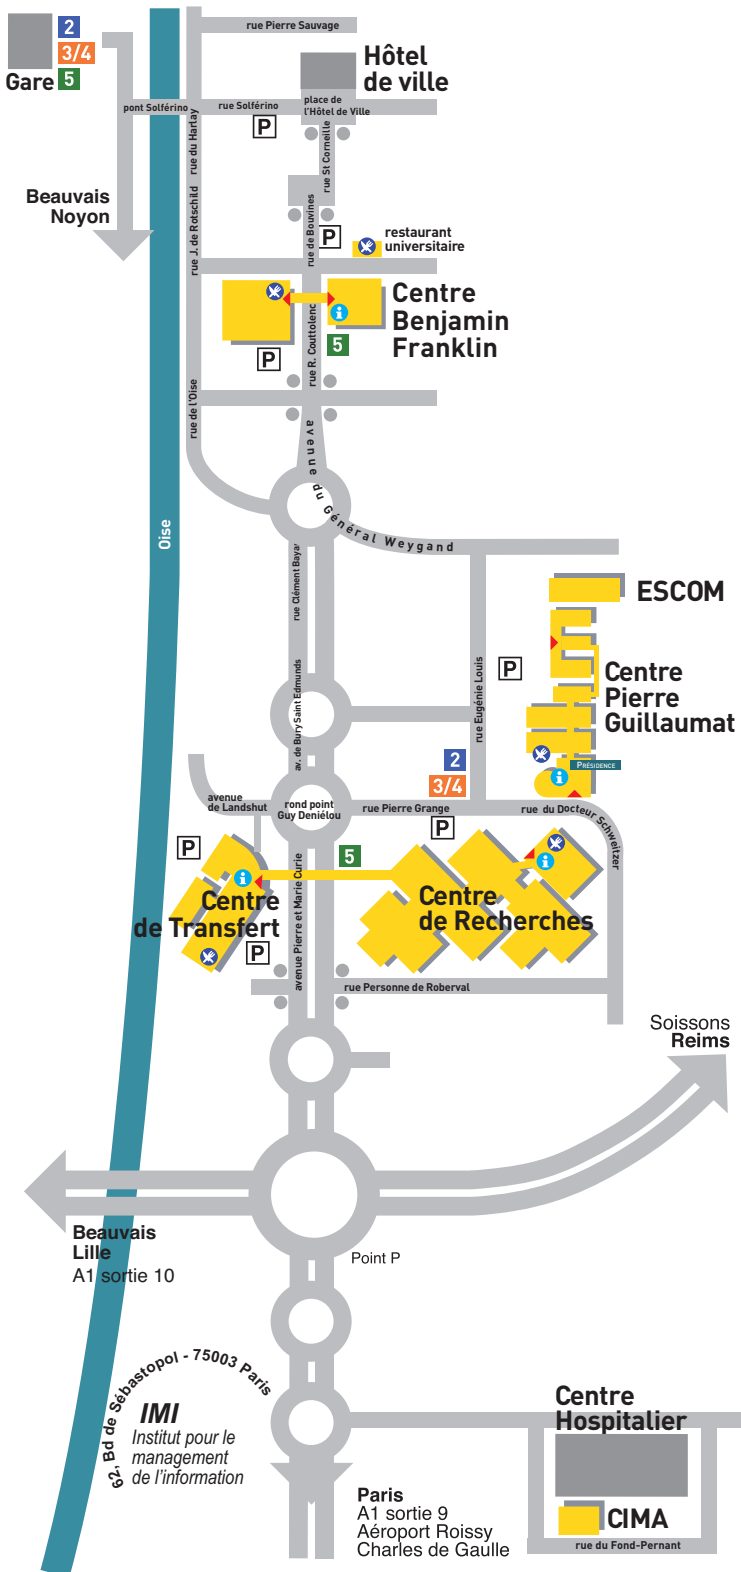 rue Pierre Sauvage
2
3/4
Gare 5
Hôtel
de ville
pont Solférino
rue Solférino
place de
l'Hôtel de Ville
P
rue du Harlay
rue St Corneille
Beauvais
Noyon
rue J. de Rotschild
rue de Bouvines
P
restaurant
universitaire
Centre
Benjamin
Franklin
i
rue R. Couttolenc
5
P
rue de l'Oise
avenue du Général Weygand
Oise
rue Clément Bayar
ESCOM
Centre
Pierre
Guillaumat
P
rue Eugénie Louis
av. de Bury Saint Edmunds
PRÉSIDENCE
i
2
3/4
avenue
de Landshut
rond point
Guy Deniélou
rue Pierre Grange
rue du Docteur Schweitzer
P
P
5
i
i
Centre
de Transfert
Centre
de Recherches
avenue Pierre et Marie Curie
P
rue Personne de Roberval
Soissons
Reims
Beauvais
Lille
A1 sortie 10
Point P
62, Bd de Sébastopol - 75003 Paris
IMI
Institut pour le
management
de l'information
Centre
Hospitalier
Paris
A1 sortie 9
Aéroport Roissy
Charles de Gaulle
CIMA
rue du Fond-Pernant